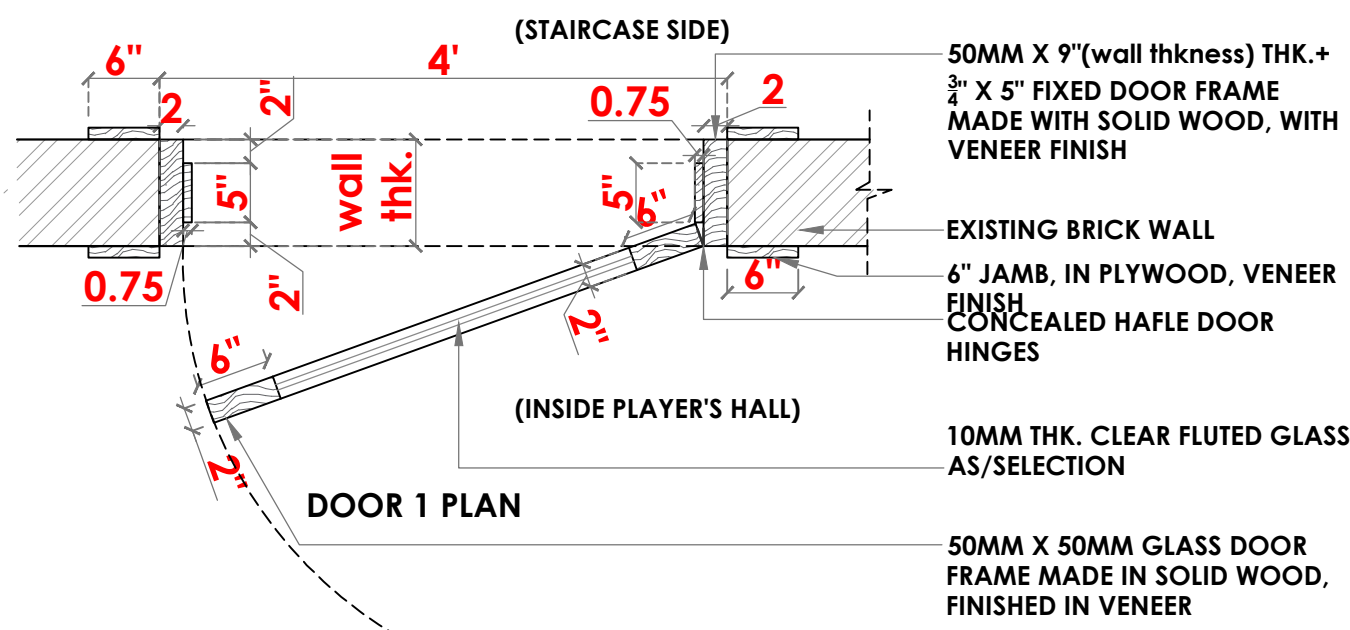 (STAIRCASE SIDE)
6"
4'
2
2"
0.75
2
wall
thk.
5"
5"
6"
0.75
2"
6"
2"
6"
2"
(INSIDE PLAYER'S HALL)
DOOR 1 PLAN
50MM X 9"(wall thkness) THK.+
3/4" X 5" FIXED DOOR FRAME
MADE WITH SOLID WOOD, WITH
VENEER FINISH
EXISTING BRICK WALL
6" JAMB, IN PLYWOOD, VENEER
FINISH
CONCEALED HAFLE DOOR
HINGES
10MM THK. CLEAR FLUTED GLASS
AS/SELECTION
50MM X 50MM GLASS DOOR
FRAME MADE IN SOLID WOOD,
FINISHED IN VENEER